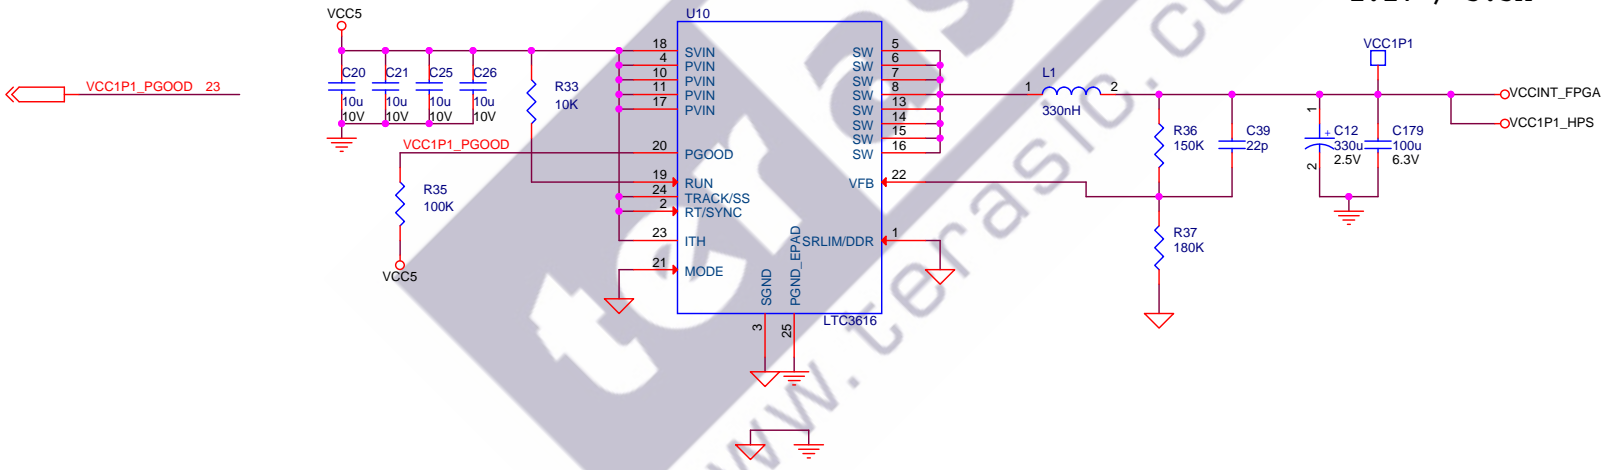 VCC5
U10
VCC1P1
VCC1P1_PGOOD 23
C20
10u
10V
C21
10u
10V
C25
10u
10V
C26
10u
10V
R33
10K
VCC1P1_PGOOD
R35
100K
VCC5
18 SVIN
4 PVIN
10 PVIN
11 PVIN
17 PVIN
20 PGOOD
19 RUN
24 TRACK/SS
2 RT/SYNC
23 ITH
21 MODE
SW 5
SW 6
SW 7
SW 8
SW 13
SW 14
SW 15
SW 16
VFB 22
SRLIM/DDR 1
SGND 3
PGND_EPAD 25
LTC3616
L1
1 2
330nH
R36
150K
C39
22p
R37
180K
1
+
C12
330u
2.5V
2
C179
100u
6.3V
VCCINT_FPGA
VCC1P1_HPS
www.terasic.c